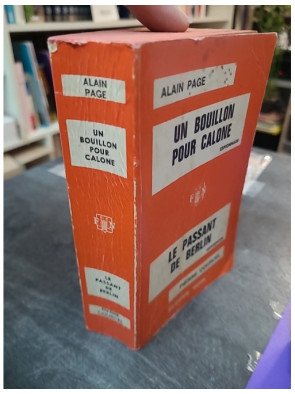 ALAIN
PAGE
UN
BOUILLON
POUR
CALONE
LE
PASSANT
DE
BERLIN
ALAIN PAGE
UN BOUILLON
POUR CALONE
ESPIONNAGE
LE PASSANT
DE BERLIN